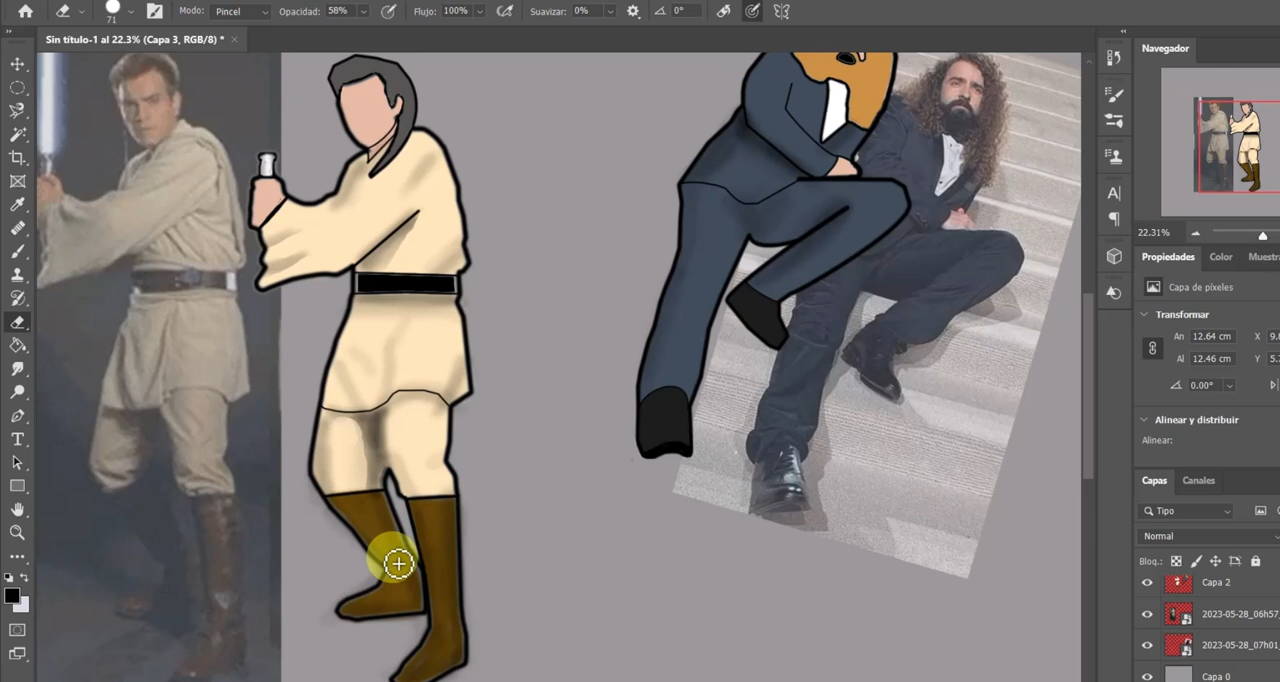 Modo: Pincel Opacidad: 58% Flujo: 100% Suavizar: 0% 0°
71
Sin título-1 al 22.3% (Capa 3, RGB/8) * ×
Navegador
22.31%
Propiedades Color
Capa de píxeles
Transformar
An 12.64 cm X
Al 12.46 cm Y
0.00°
Alinear y distribuir
Alinear:
Capas Canales
Tipo
Normal
Bloq.:
Capa 2
2023-05-28_06h57
2023-05-28_07h01
Capa 0